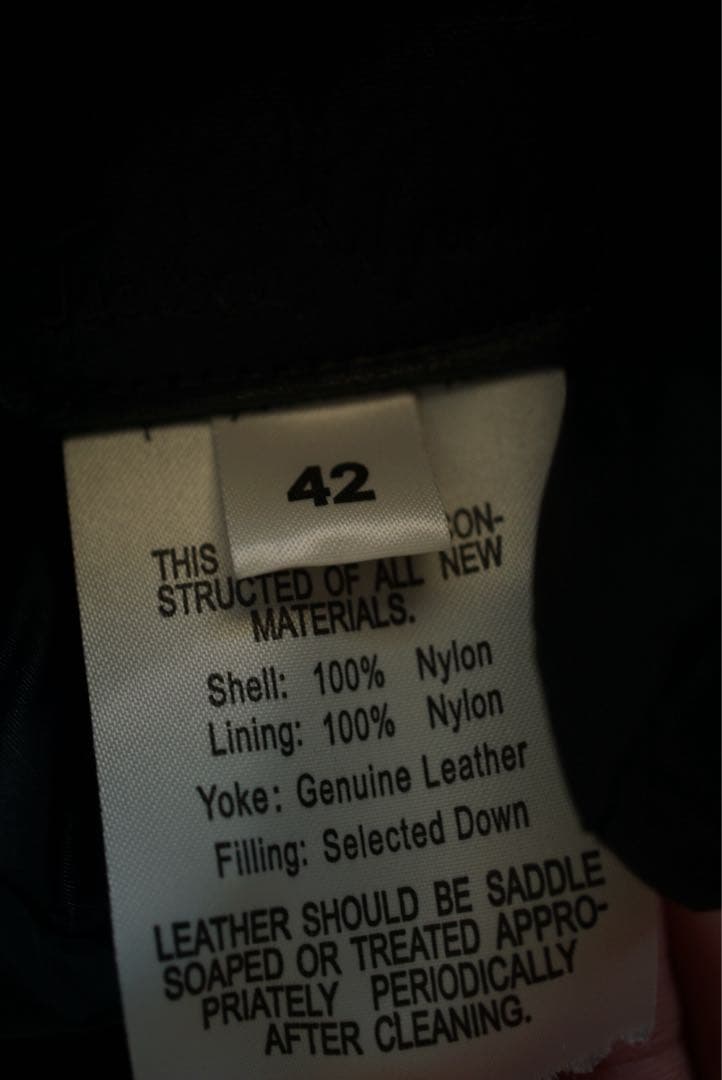 42
THIS
STRUCTED OF ALL NEW
MATERIALS.
Shell: 100% Nylon
Lining: 100% Nylon
Yoke: Genuine Leather
Filling: Selected Down
LEATHER SHOULD BE SADDLE
SOAPED OR TREATED APPRO-
PRIATELY PERIODICALLY
AFTER CLEANING.